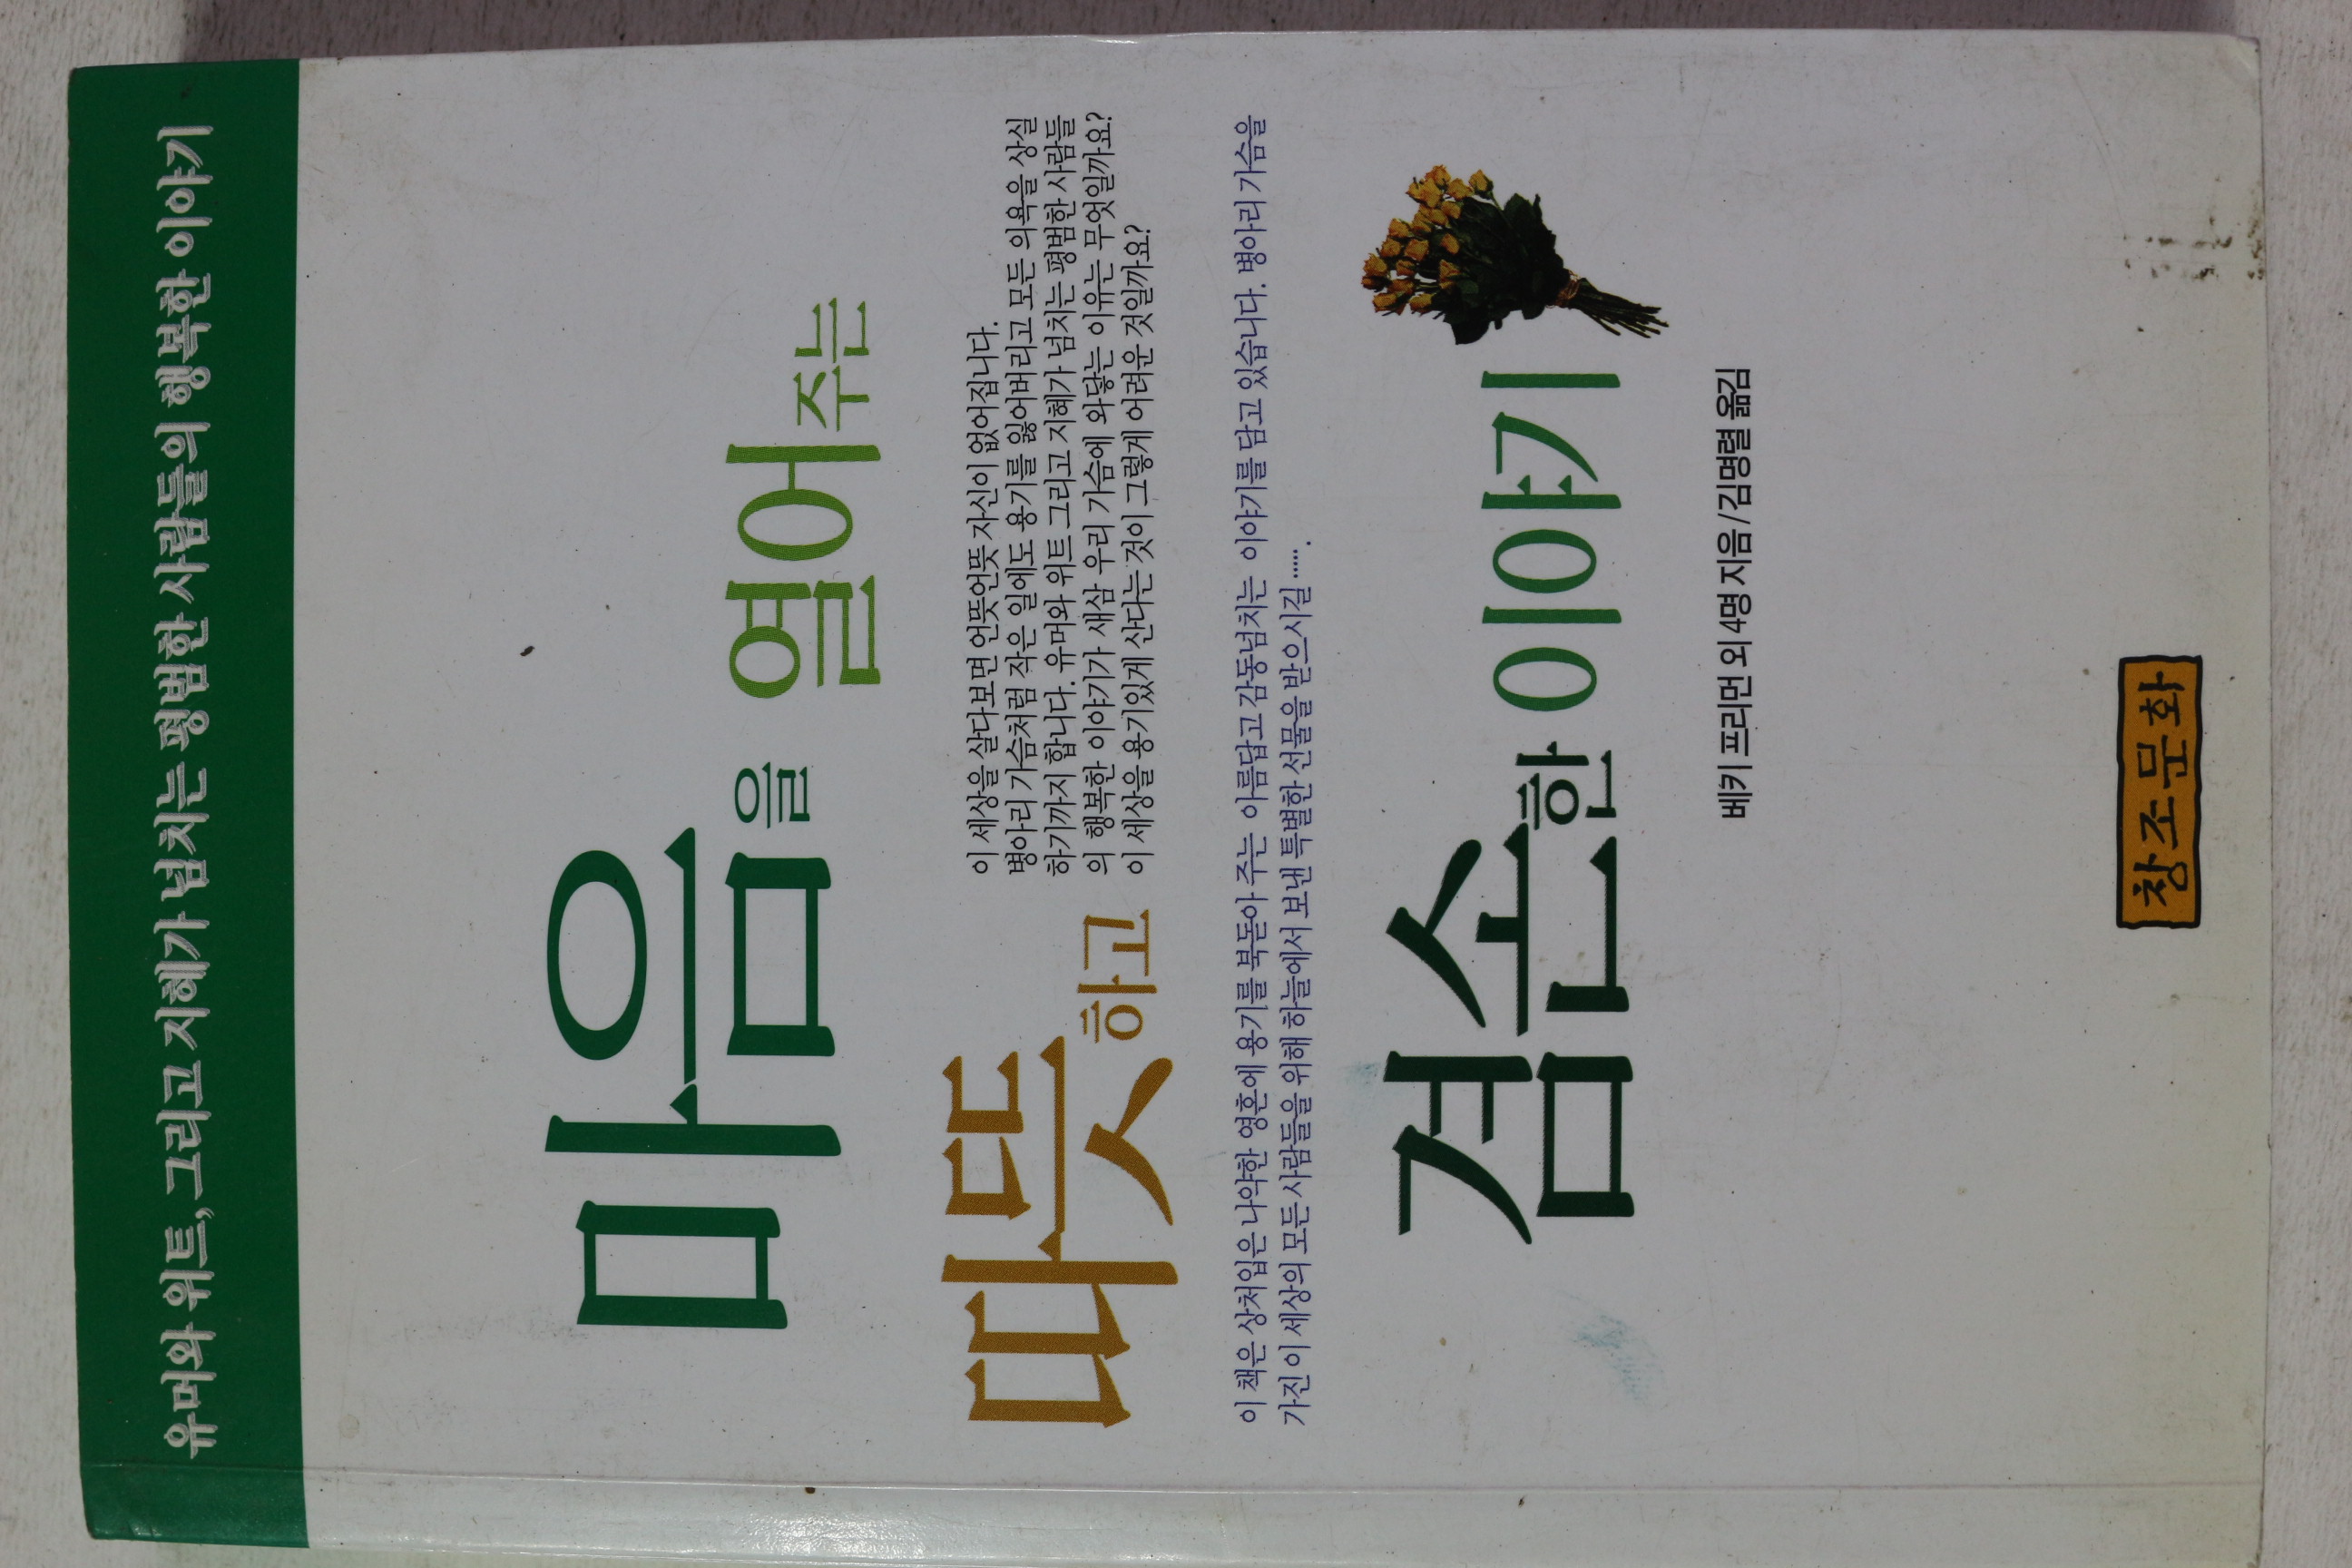 유머와 위트, 그리고 지혜가 넘치는 평범한 사람들의 행복한 이야기
마음을 열어주는
이 세상을 살다보면 언뜻언뜻 자신이 없어집니다.
병아리 가슴처럼 작은 일에도 용기를 잃어버리고 모든 의욕을 상실
하기까지 합니다. 유머와 위트 그리고 지혜가 넘치는 평범한 사람들
의 행복한 이야기가 새삼 우리 가슴에 와닿는 이유는 무엇일까요?
이 세상을 용기있게 산다는 것이 그렇게 어려운 것일까요?
따뜻하고
이 책은 상처입은 나약한 영혼에 용기를 북돋아 주는 아름답고 감동넘치는 이야기를 담고 있습니다. 병아리 가슴을
가진 이 세상의 모든 사람들을 위해 하늘에서 보낸 특별한 선물을 받으시길 …..
겸손한 이야기
베키 프리먼 외 4명 지음/김명렬 옮김
창조문화